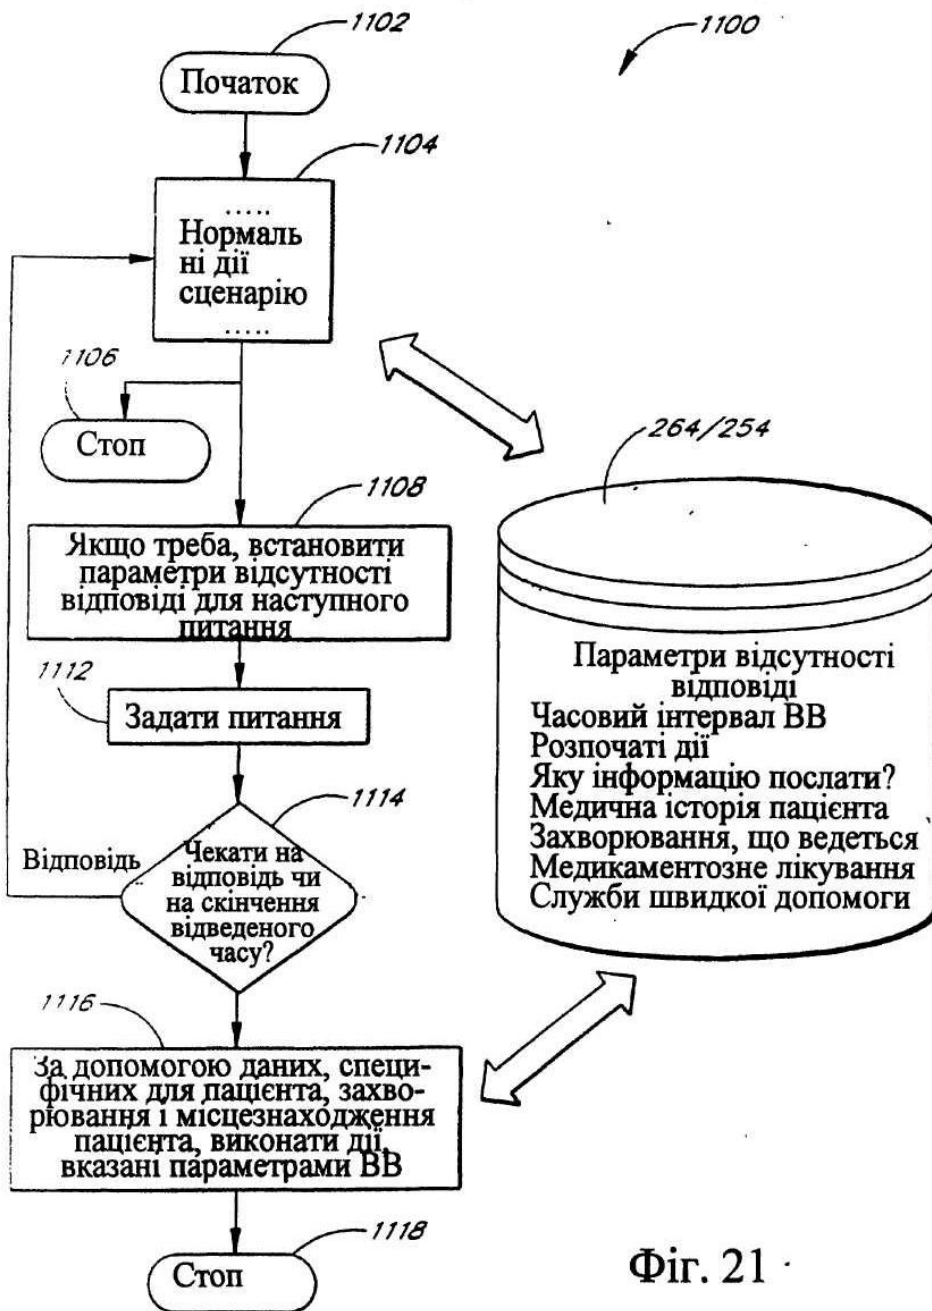 1102
1100
Початок
1104
.....
Нормаль
ні дії
сценарію
.....
1106
Стоп
264/254
1108
Якщо треба, встановити
параметри відсутності
відповіді для наступного
питання
Параметри відсутності
відповіді
Часовий інтервал ВВ
Розпочаті дії
Яку інформацію послати?
Медична історія пацієнта
Захворювання, що ведеться
Медикаментозне лікування
Служби швидкої допомоги
1112
Задати питання
1114
Відповідь
Чекати на
відповідь чи
на скінчення
відведеного
часу?
1116
За допомогою даних, специ-
фічних для пацієнта, захво-
рювання і місцезнаходження
пацієнта, виконати дії,
вказані параметрами ВВ
1118
Стоп
Фіг. 21